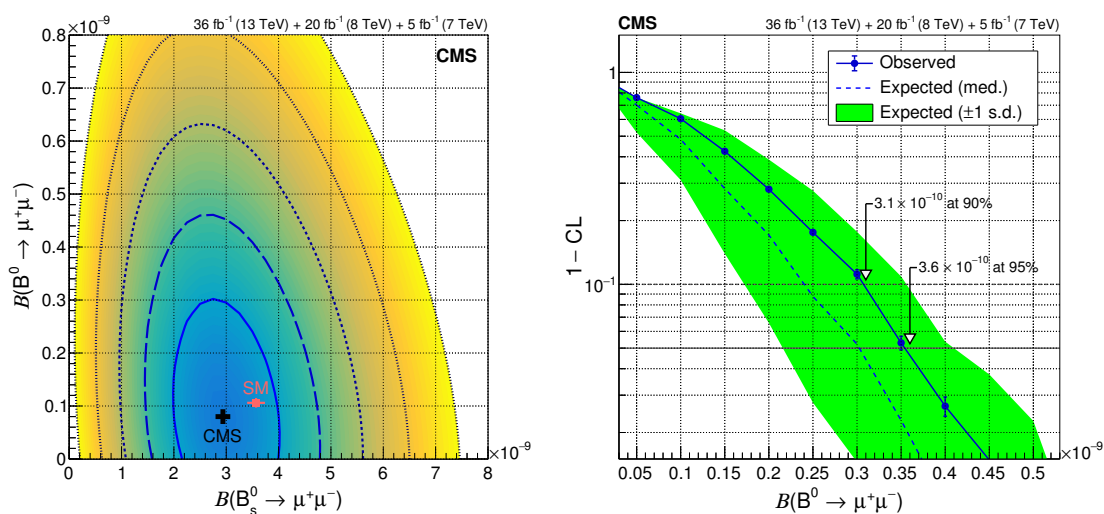 ×10⁻⁹ 36 fb⁻¹ (13 TeV) + 20 fb⁻¹ (8 TeV) + 5 fb⁻¹ (7 TeV)
CMS
0.8
0.7
0.6
0.5
0.4
0.3
0.2
0.1
0
B(B⁰ → μ⁺μ⁻)
SM
CMS
0 1 2 3 4 5 6 7 8
×10⁻⁹
B(B⁰ₛ → μ⁺μ⁻)
CMS 36 fb⁻¹ (13 TeV) + 20 fb⁻¹ (8 TeV) + 5 fb⁻¹ (7 TeV)
Observed
Expected (med.)
Expected (±1 s.d.)
1
10⁻¹
1 − CL
3.1 × 10⁻¹⁰ at 90%
3.6 × 10⁻¹⁰ at 95%
0.05 0.1 0.15 0.2 0.25 0.3 0.35 0.4 0.45 0.5
×10⁻⁹
B(B⁰ → μ⁺μ⁻)